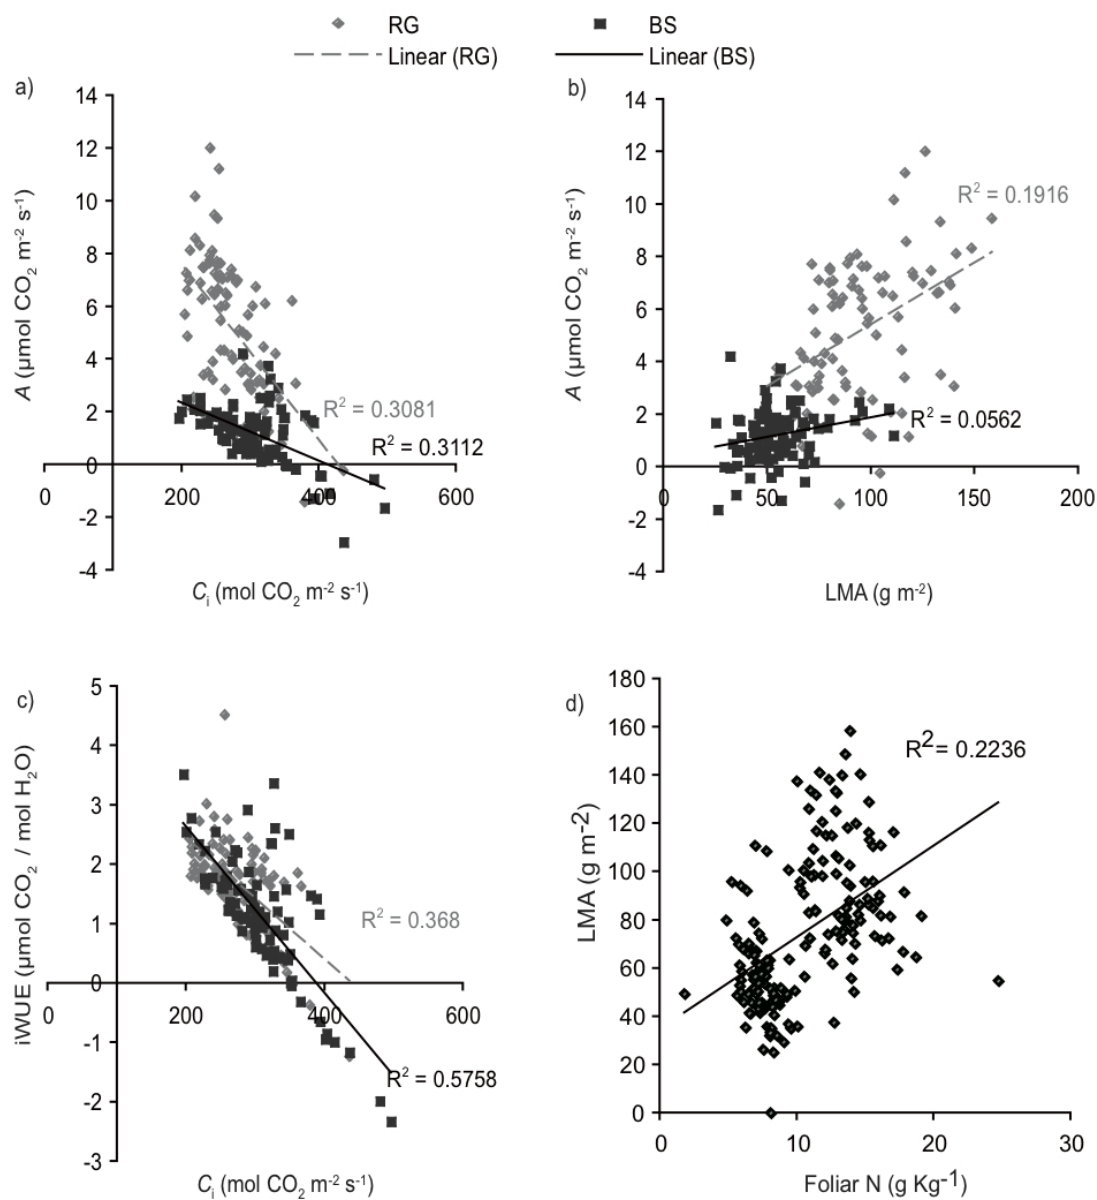 RG
BS
Linear (RG)
Linear (BS)
a)
14
12
10
8
6
4
2
0
-2
-4
0
200
400
600
A (µmol CO2 m-2 s-1)
R2 = 0.3081
R2 = 0.3112
Ci (mol CO2 m-2 s-1)
b)
14
12
10
8
6
4
2
0
-2
-4
0
50
100
150
200
A (µmol CO2 m-2 s-1)
R2 = 0.1916
R2 = 0.0562
LMA (g m-2)
c)
5
4
3
2
1
0
-1
-2
-3
0
200
400
600
iWUE (µmol CO2 / mol H2O)
R2 = 0.368
R2 = 0.5758
Ci (mol CO2 m-2 s-1)
d)
180
160
140
120
100
80
60
40
20
0
0
10
20
30
LMA (g m-2)
R2= 0.2236
Foliar N (g Kg-1)